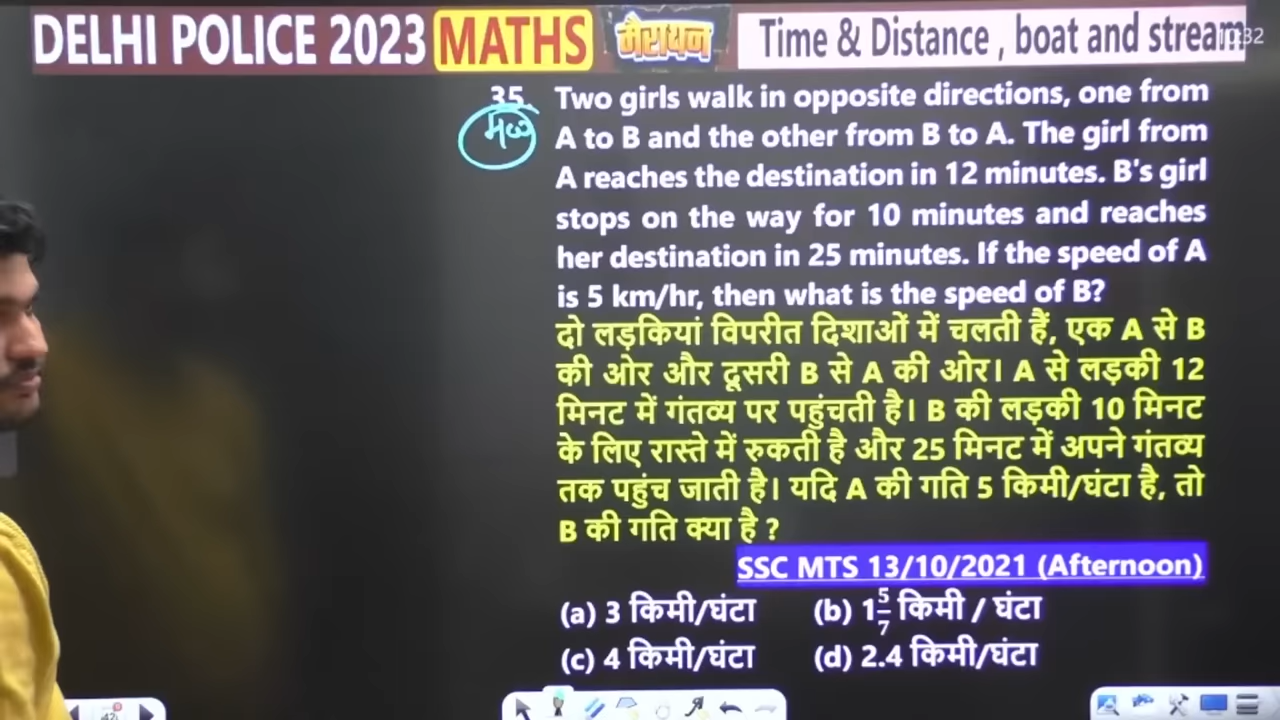 DELHI POLICE 2023 MATHS मैराथन Time & Distance , boat and stream
35. Two girls walk in opposite directions, one from
A to B and the other from B to A. The girl from
A reaches the destination in 12 minutes. B's girl
stops on the way for 10 minutes and reaches
her destination in 25 minutes. If the speed of A
is 5 km/hr, then what is the speed of B?
दो लड़कियां विपरीत दिशाओं में चलती हैं, एक A से B
की ओर और दूसरी B से A की ओर। A से लड़की 12
मिनट में गंतव्य पर पहुंचती है। B की लड़की 10 मिनट
के लिए रास्ते में रुकती है और 25 मिनट में अपने गंतव्य
तक पहुंच जाती है। यदि A की गति 5 किमी/घंटा है, तो
B की गति क्या है ?
SSC MTS 13/10/2021 (Afternoon)
(a) 3 किमी/घंटा (b) 1 5/7 किमी / घंटा
(c) 4 किमी/घंटा (d) 2.4 किमी/घंटा